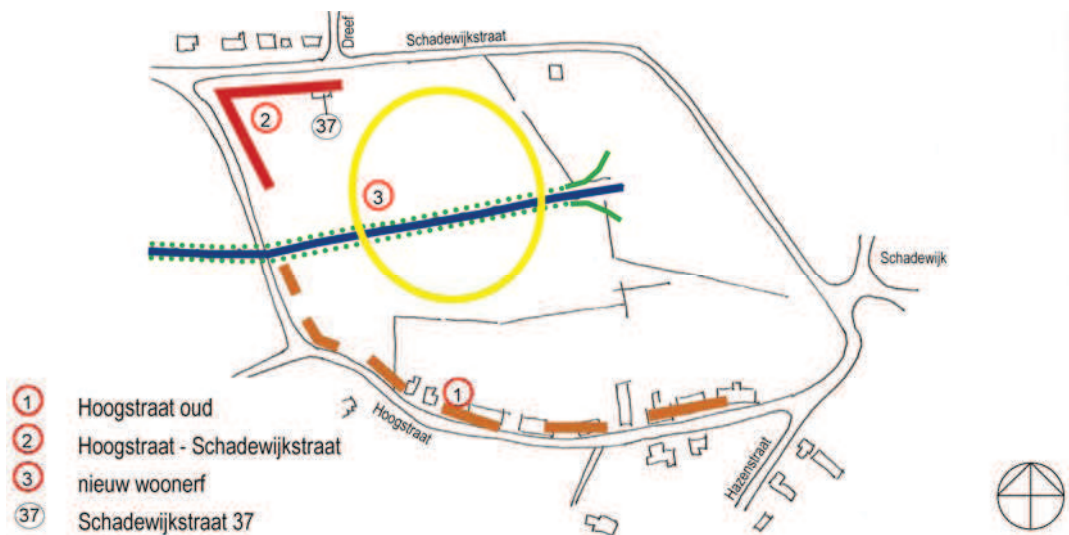 Dreef
Schadewijkstraat
2
37
3
Schadewijk
1
Hoogstraat
Hazenstraat
1 Hoogstraat oud
2 Hoogstraat - Schadewijkstraat
3 nieuw woonerf
37 Schadewijkstraat 37